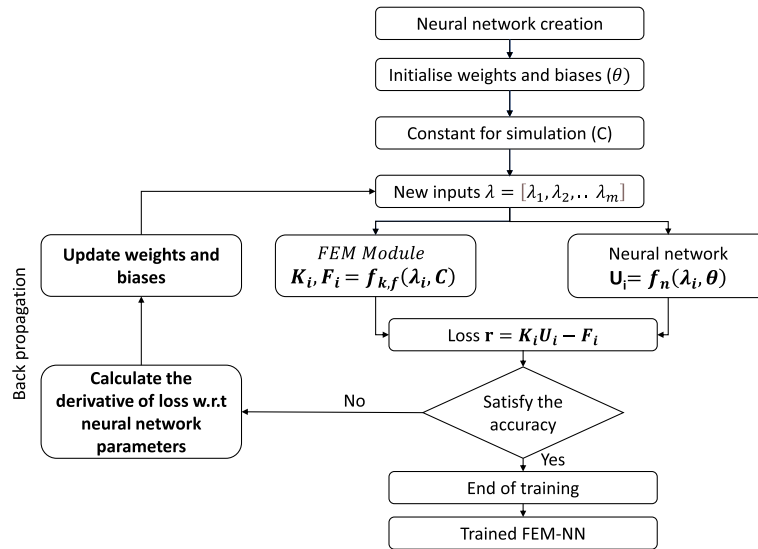 Neural network creation
Initialise weights and biases (θ)
Constant for simulation (C)
New inputs λ = [λ₁, λ₂, . . λₘ]
FEM Module
Kᵢ, Fᵢ = f_{k,f}(λᵢ, C)
Neural network
Uᵢ= fₙ(λᵢ, θ)
Loss r = KᵢUᵢ − Fᵢ
Satisfy the
accuracy
No
Yes
Calculate the
derivative of loss w.r.t
neural network
parameters
Update weights and
biases
Back propagation
End of training
Trained FEM-NN